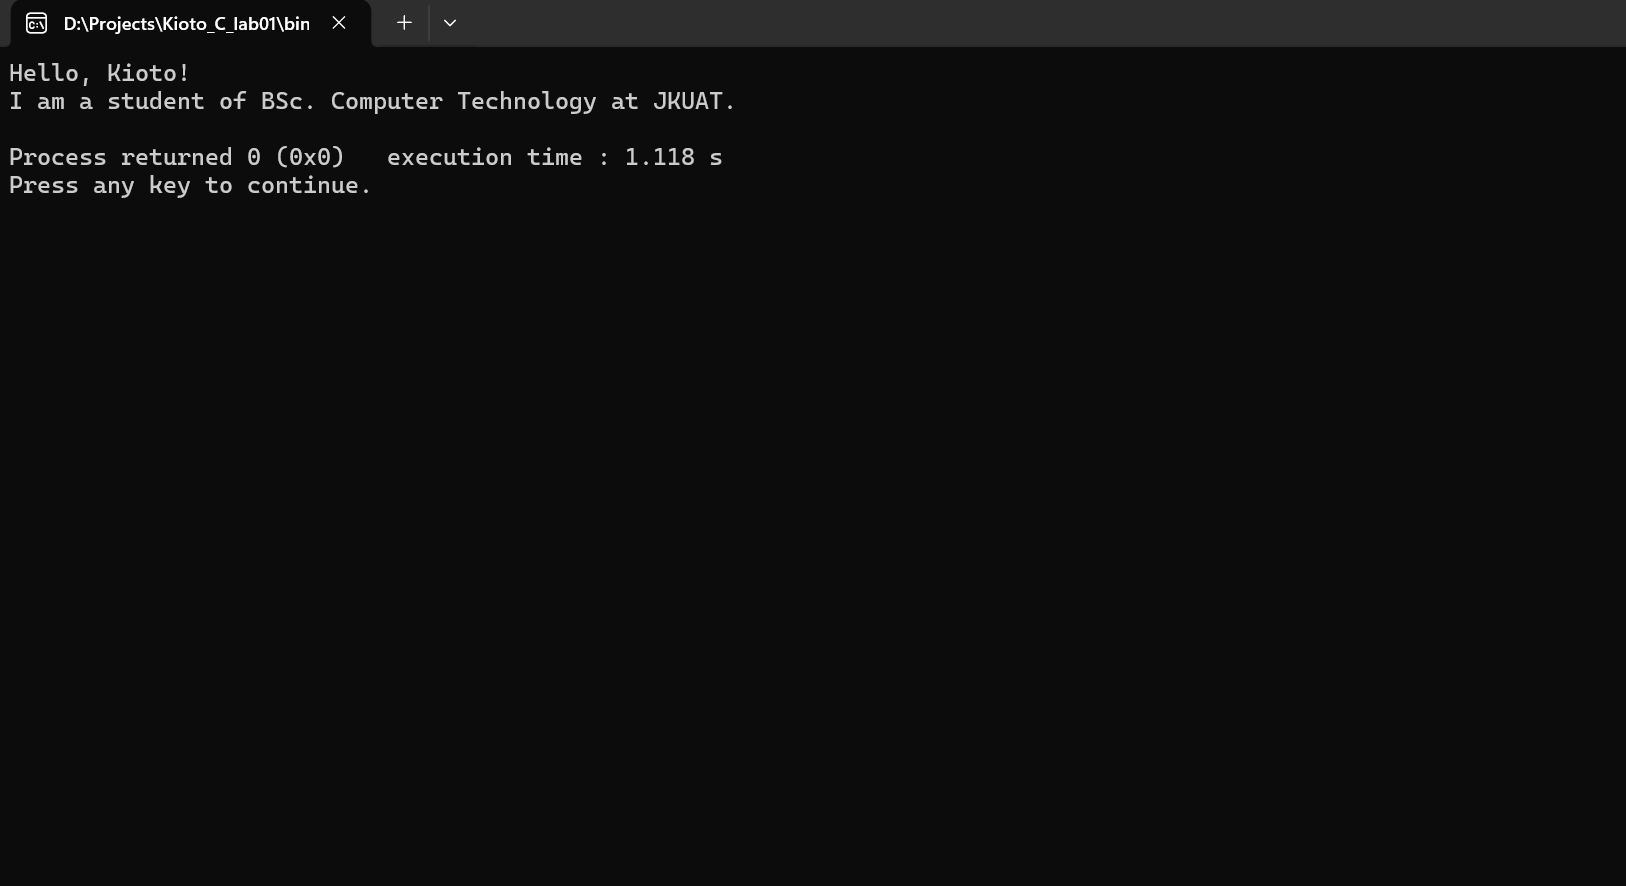 D:\Projects\Kioto_C_lab01\bin
Hello, Kioto!
I am a student of BSc. Computer Technology at JKUAT.
Process returned 0 (0x0)   execution time : 1.118 s
Press any key to continue.